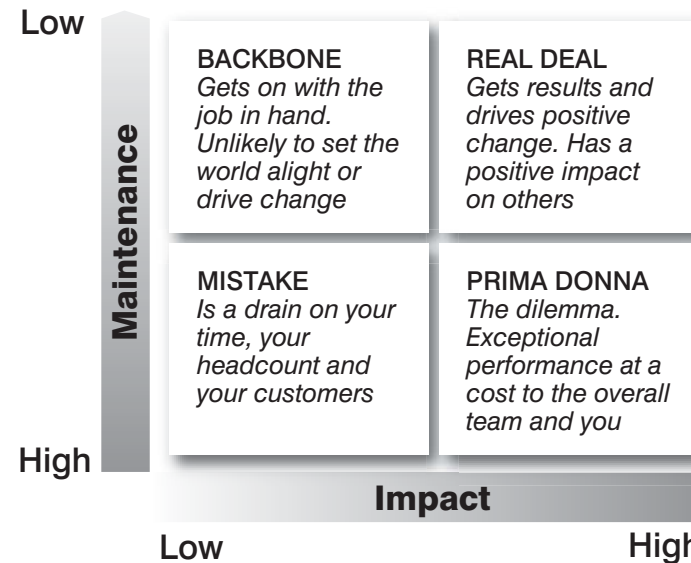 Low
Maintenance
BACKBONE
Gets on with the
job in hand.
Unlikely to set the
world alight or
drive change
REAL DEAL
Gets results and
drives positive
change. Has a
positive impact
on others
MISTAKE
Is a drain on your
time, your
headcount and
your customers
PRIMA DONNA
The dilemma.
Exceptional
performance at a
cost to the overall
team and you
High
Impact
Low
High